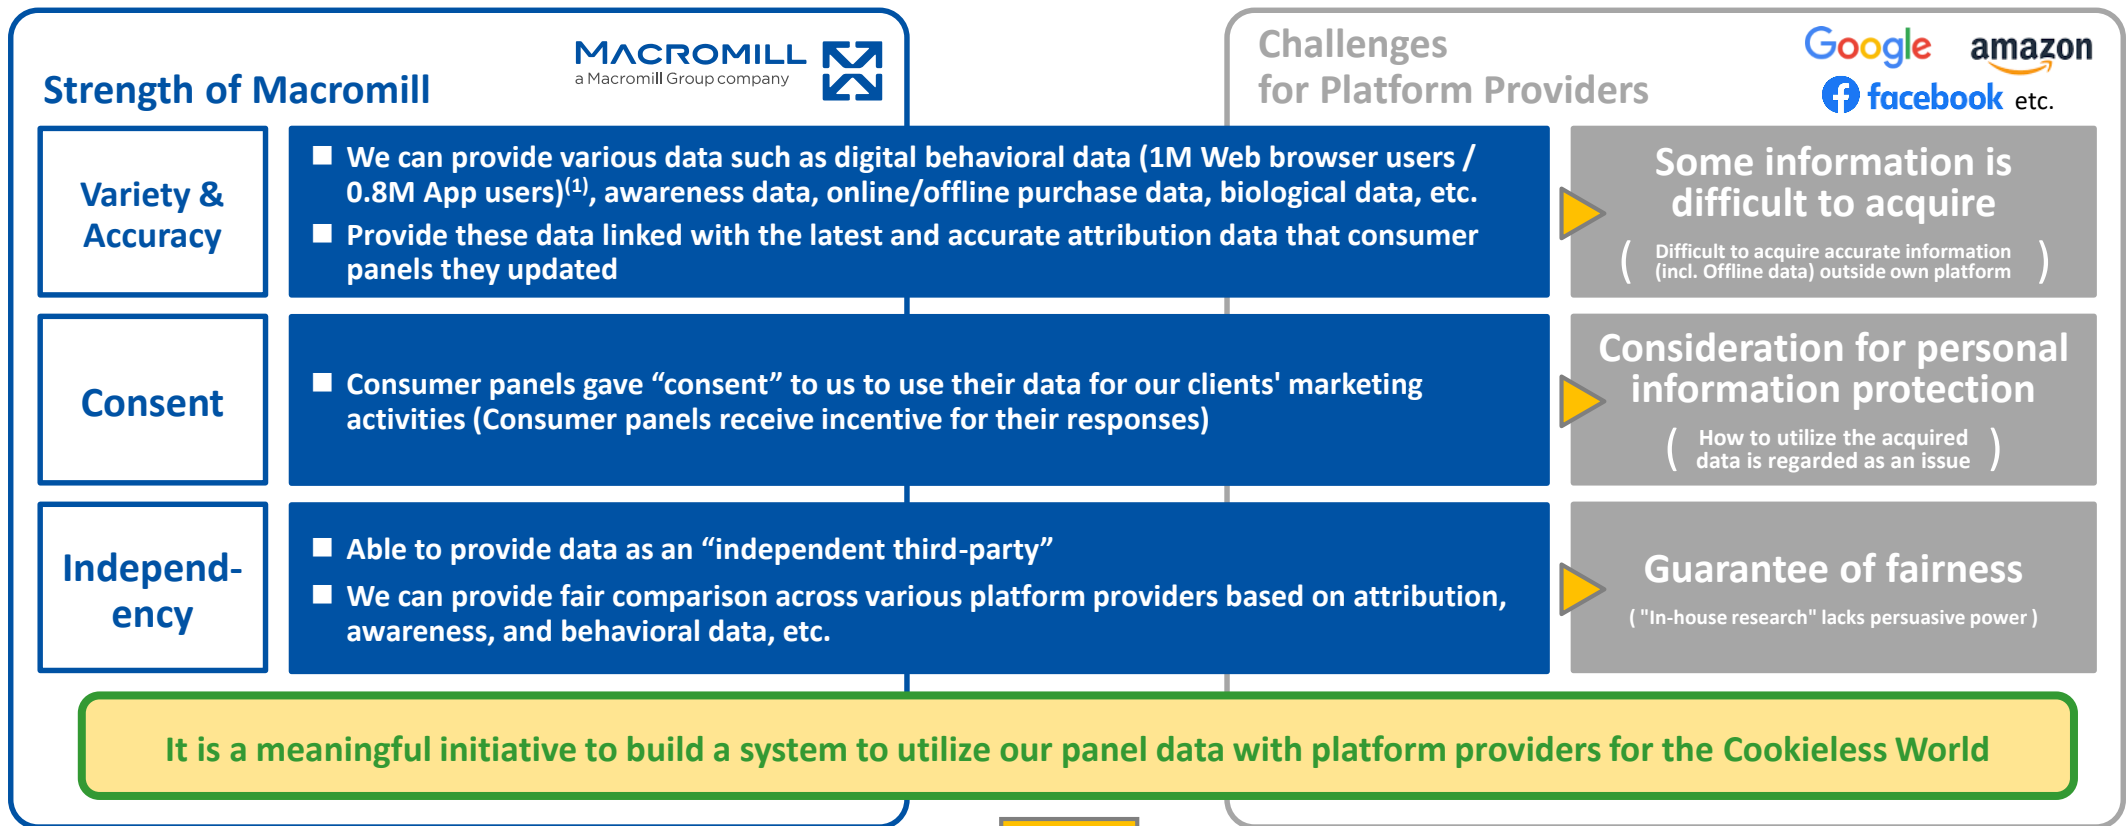 Strength of Macromill
MACROMILL
a Macromill Group company
Challenges
for Platform Providers
Google amazon
facebook etc.
Variety &
Accuracy
■ We can provide various data such as digital behavioral data (1M Web browser users /
0.8M App users)(1), awareness data, online/offline purchase data, biological data, etc.
■ Provide these data linked with the latest and accurate attribution data that consumer
panels they updated
Some information is
difficult to acquire
( Difficult to acquire accurate information
(incl. Offline data) outside own platform )
Consent
■ Consumer panels gave “consent” to us to use their data for our clients' marketing
activities (Consumer panels receive incentive for their responses)
Consideration for personal
information protection
( How to utilize the acquired
data is regarded as an issue )
Independ-
ency
■ Able to provide data as an “independent third-party”
■ We can provide fair comparison across various platform providers based on attribution,
awareness, and behavioral data, etc.
Guarantee of fairness
( "In-house research" lacks persuasive power )
It is a meaningful initiative to build a system to utilize our panel data with platform providers for the Cookieless World